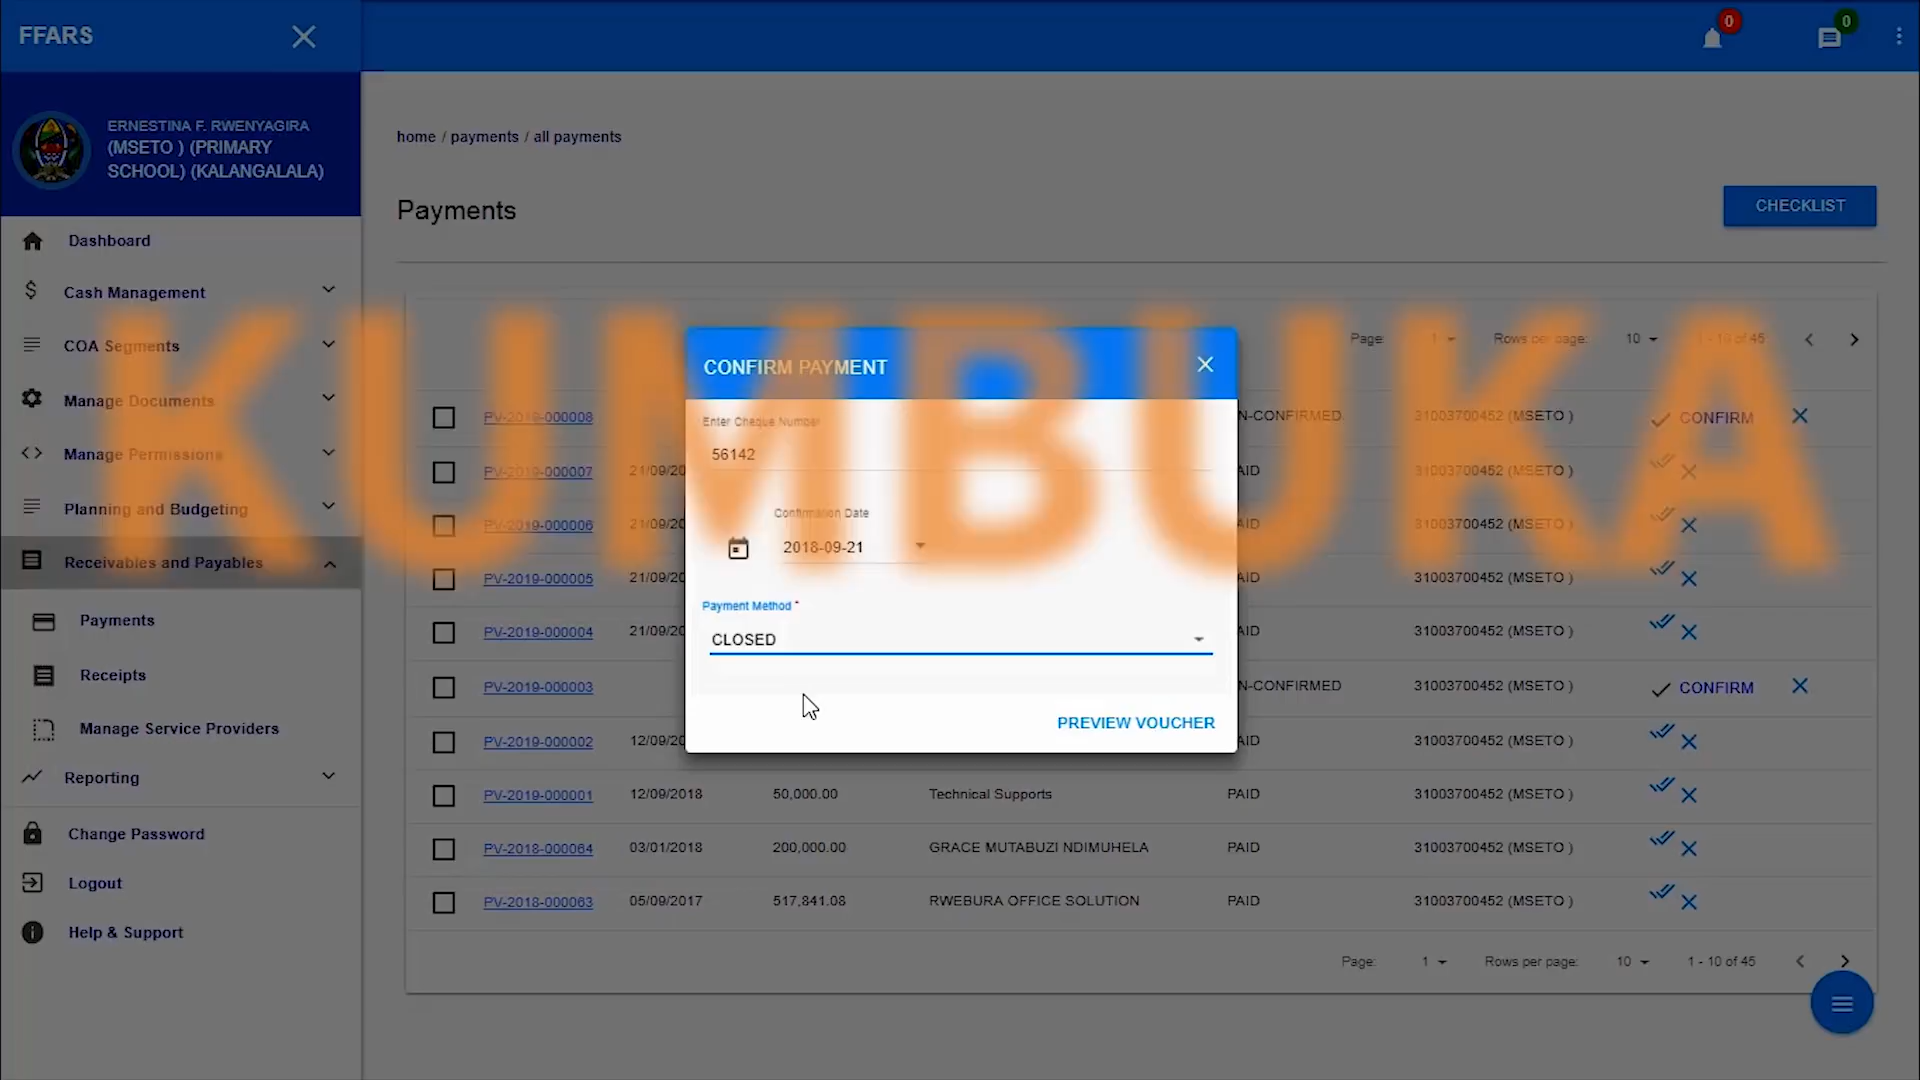 FFARS
0
0
ERNESTINA F. RWENYAGIRA
(MSETO ) (PRIMARY
SCHOOL) (KALANGALALA)
home / payments / all payments
Payments
CHECKLIST
Dashboard
Cash Management
COA Segments
Manage Documents
Manage Permissions
Planning and Budgeting
Receivables and Payables
Payments
Receipts
Manage Service Providers
Reporting
Change Password
Logout
Help & Support
KUMBUKA
Page: 1 Rows per page: 10 1 - 10 of 45
CONFIRM PAYMENT
Enter Cheque Number
56142
Confirmation Date
2018-09-21
Payment Method *
CLOSED
PREVIEW VOUCHER
PV-2019-000008 N-CONFIRMED 31003700452 (MSETO ) CONFIRM
PV-2019-000007 21/09/20 AID 31003700452 (MSETO )
PV-2019-000006 21/09/20 AID 31003700452 (MSETO )
PV-2019-000005 21/09/20 AID 31003700452 (MSETO )
PV-2019-000004 21/09/20 AID 31003700452 (MSETO )
PV-2019-000003 N-CONFIRMED 31003700452 (MSETO ) CONFIRM
PV-2019-000002 12/09/20 AID 31003700452 (MSETO )
PV-2019-000001 12/09/2018 50,000.00 Technical Supports PAID 31003700452 (MSETO )
PV-2018-000064 03/01/2018 200,000.00 GRACE MUTABUZI NDIMUHELA PAID 31003700452 (MSETO )
PV-2018-000063 05/09/2017 517,841.08 RWEBURA OFFICE SOLUTION PAID 31003700452 (MSETO )
Page: 1 Rows per page: 10 1 - 10 of 45